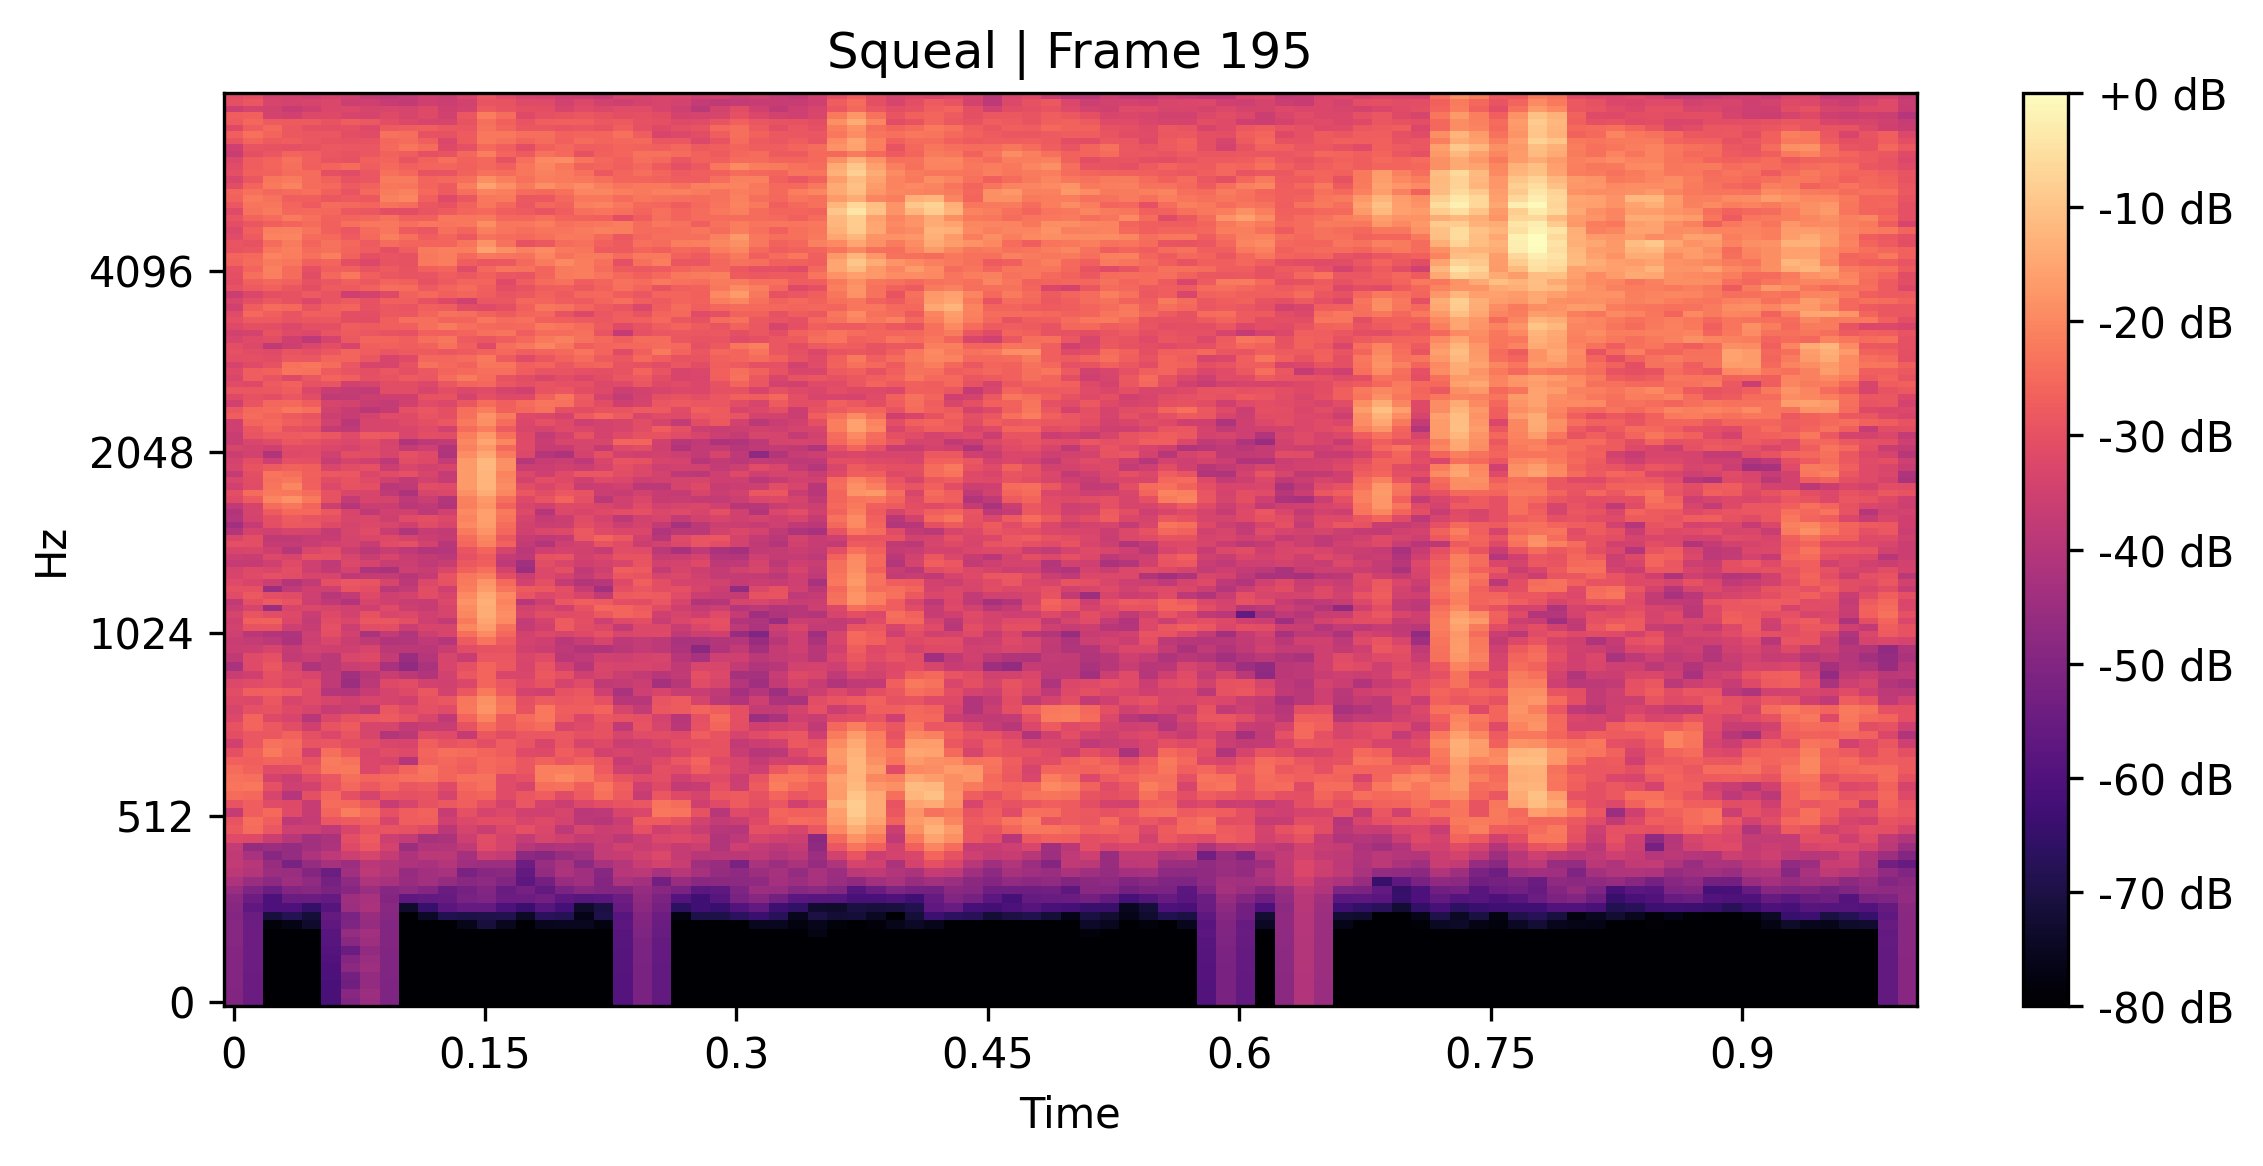 Squeal | Frame 195
Hz
4096
2048
1024
512
0
0 0.15 0.3 0.45 0.6 0.75 0.9
Time
+0 dB
-10 dB
-20 dB
-30 dB
-40 dB
-50 dB
-60 dB
-70 dB
-80 dB